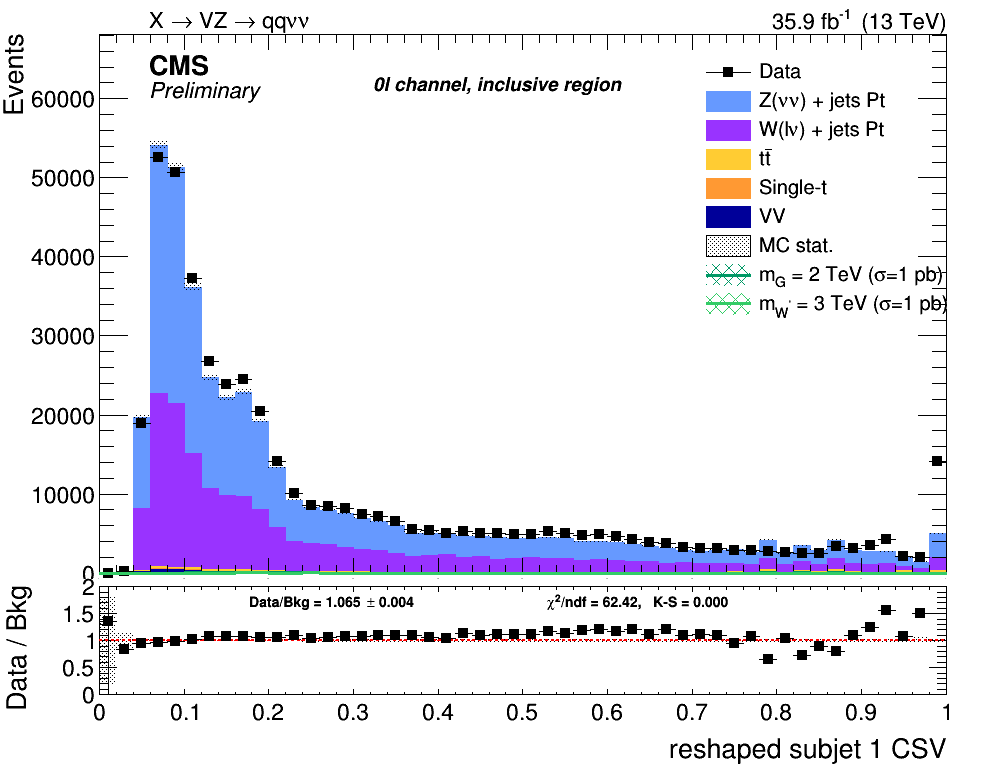 X → VZ → qqνν
35.9 fb⁻¹ (13 TeV)
Events
CMS
Preliminary
0l channel, inclusive region
Data
Z(νν) + jets Pt
W(lν) + jets Pt
tt̄
Single-t
VV
MC stat.
m_G = 2 TeV (σ=1 pb)
m_W' = 3 TeV (σ=1 pb)
60000
50000
40000
30000
20000
10000
0
Data / Bkg
Data/Bkg = 1.065 ± 0.004
χ²/ndf = 62.42, K-S = 0.000
2
1.5
1
0.5
0
0 0.1 0.2 0.3 0.4 0.5 0.6 0.7 0.8 0.9 1
reshaped subjet 1 CSV